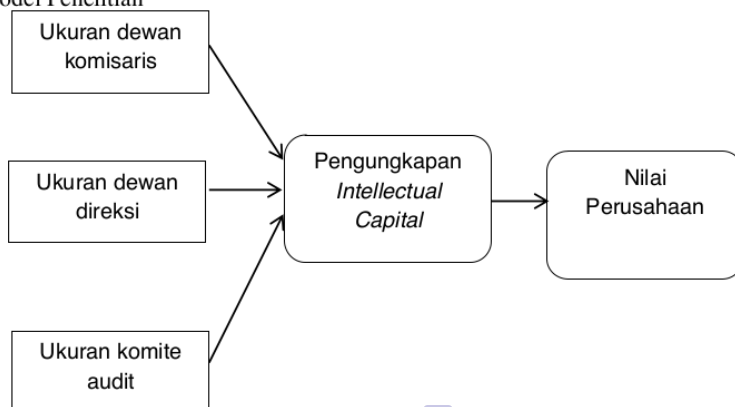 Ukuran dewan
komisaris
Ukuran dewan
direksi
Ukuran komite
audit
Pengungkapan
Intellectual
Capital
Nilai
Perusahaan